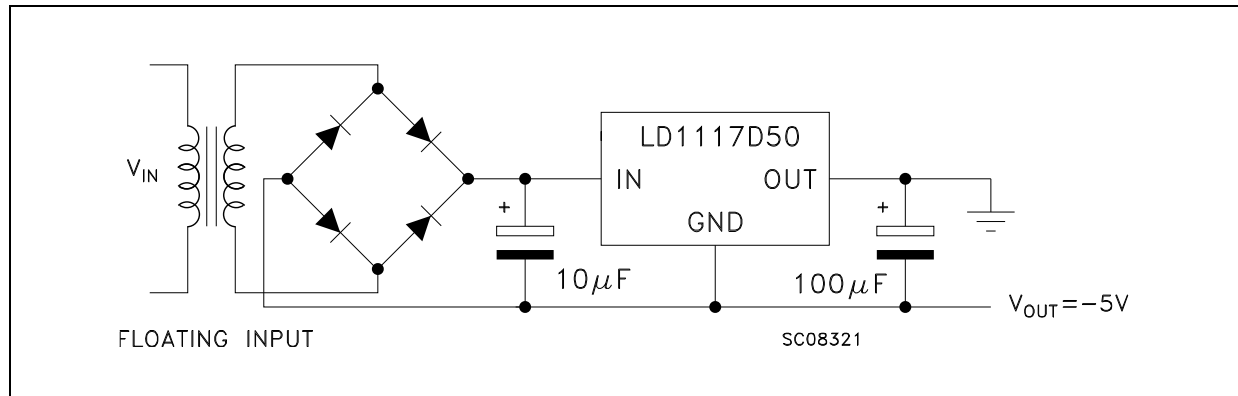 LD1117D50
V_IN
IN
OUT
+
+
GND
10μF
100μF
V_OUT=-5V
FLOATING INPUT
SC08321